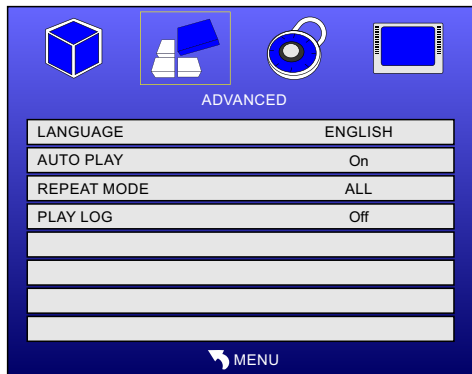 ADVANCED
LANGUAGE ENGLISH
AUTO PLAY On
REPEAT MODE ALL
PLAY LOG Off
MENU